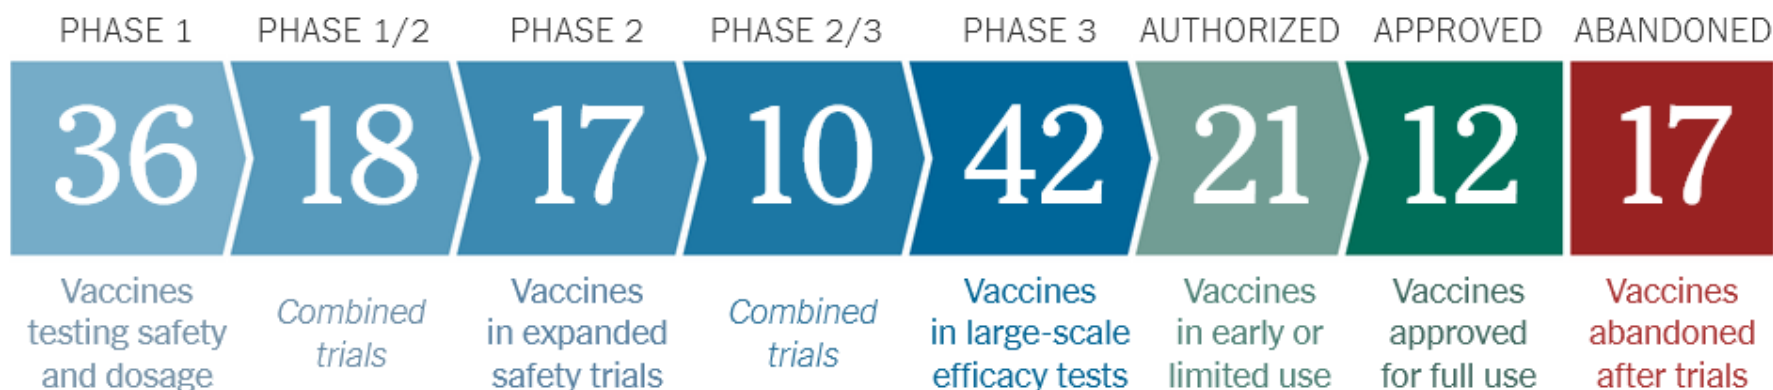 PHASE 1 PHASE 1/2 PHASE 2 PHASE 2/3 PHASE 3 AUTHORIZED APPROVED ABANDONED
36 18 17 10 42 21 12 17
Vaccines
testing safety
and dosage
Combined
trials
Vaccines
in expanded
safety trials
Combined
trials
Vaccines
in large-scale
efficacy tests
Vaccines
in early or
limited use
Vaccines
approved
for full use
Vaccines
abandoned
after trials